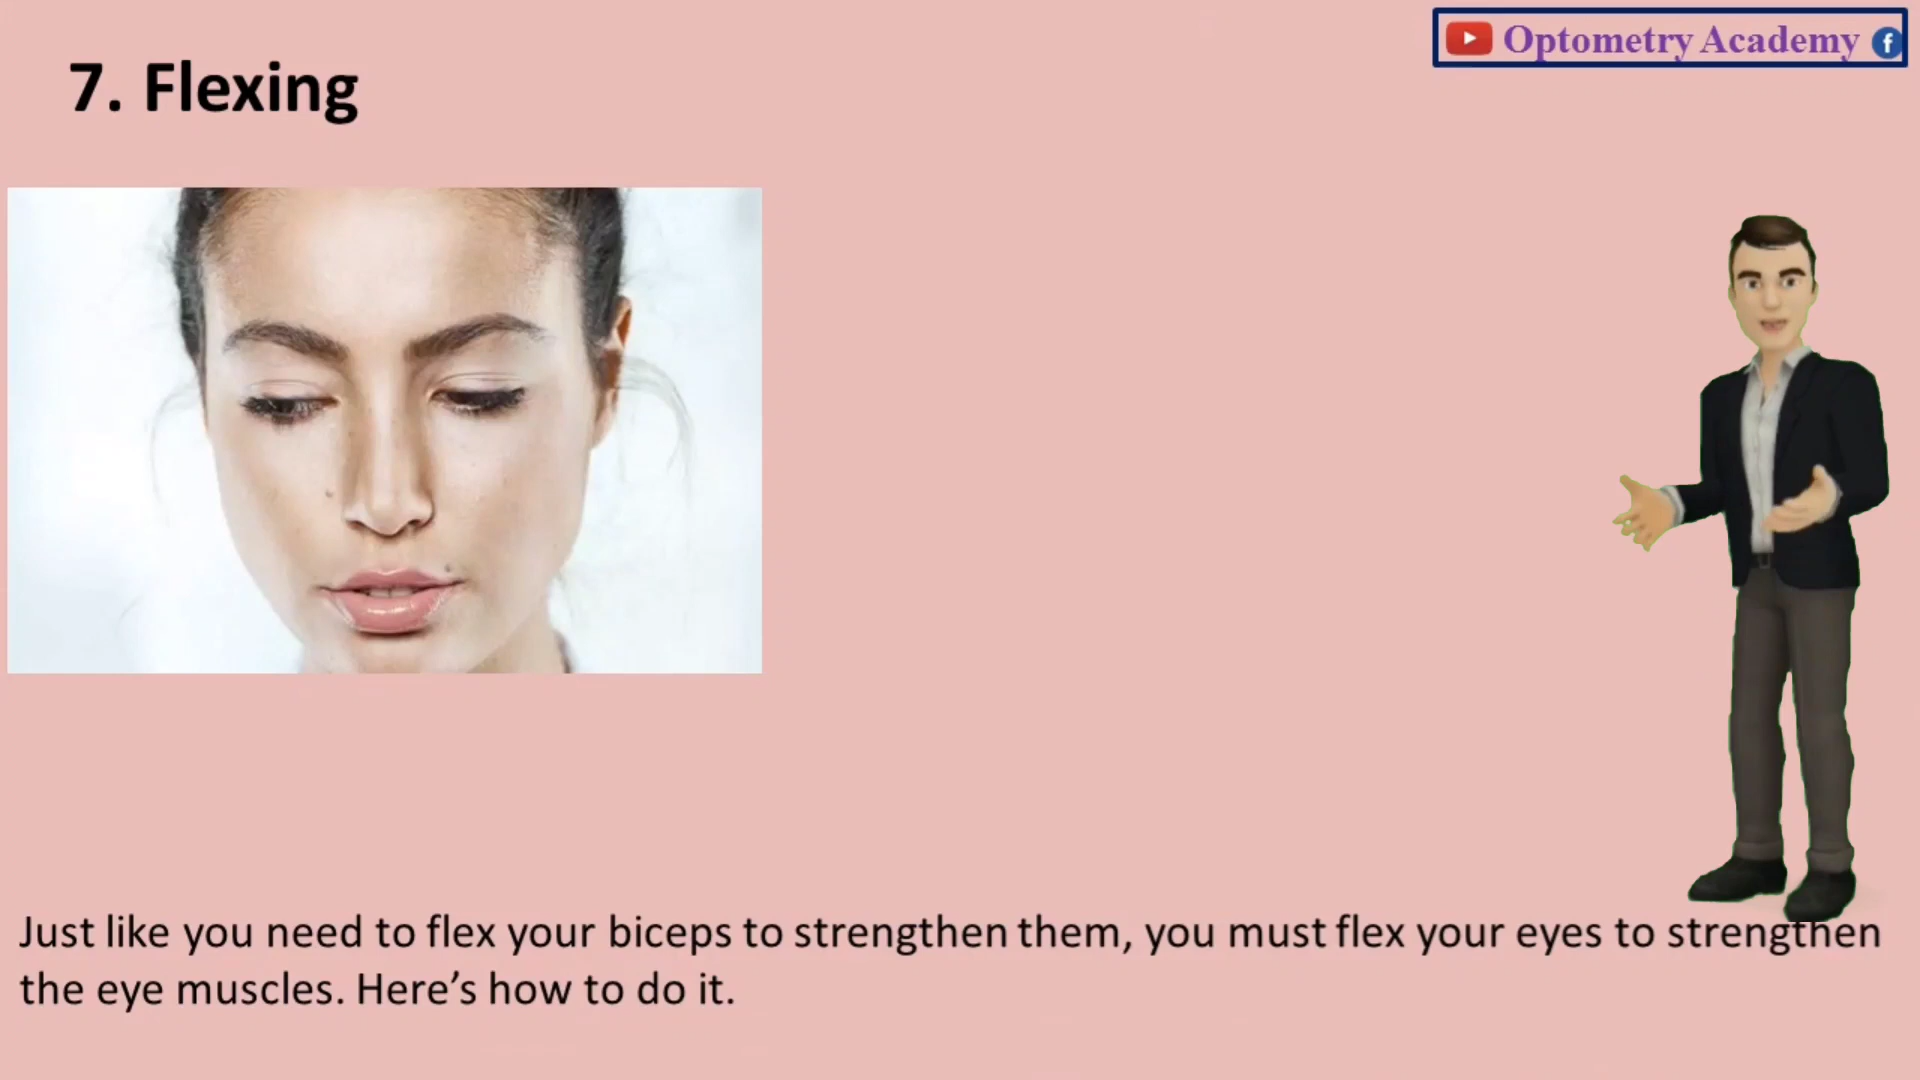 Optometry Academy
7. Flexing
Just like you need to flex your biceps to strengthen them, you must flex your eyes to strengthen
the eye muscles. Here’s how to do it.